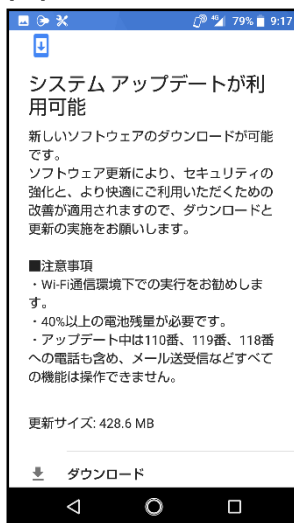 79% 9:17
システム アップデートが利
用可能
新しいソフトウェアのダウンロードが可能
です。
ソフトウェア更新により、セキュリティの
強化と、より快適にご利用いただくための
改善が適用されますので、ダウンロードと
更新の実施をお願いします。
■注意事項
・Wi-Fi通信環境下での実行をお勧めしま
す。
・40%以上の電池残量が必要です。
・アップデート中は110番、119番、118番
への電話も含め、メール送受信などすべて
の機能は操作できません。
更新サイズ: 428.6 MB
ダウンロード